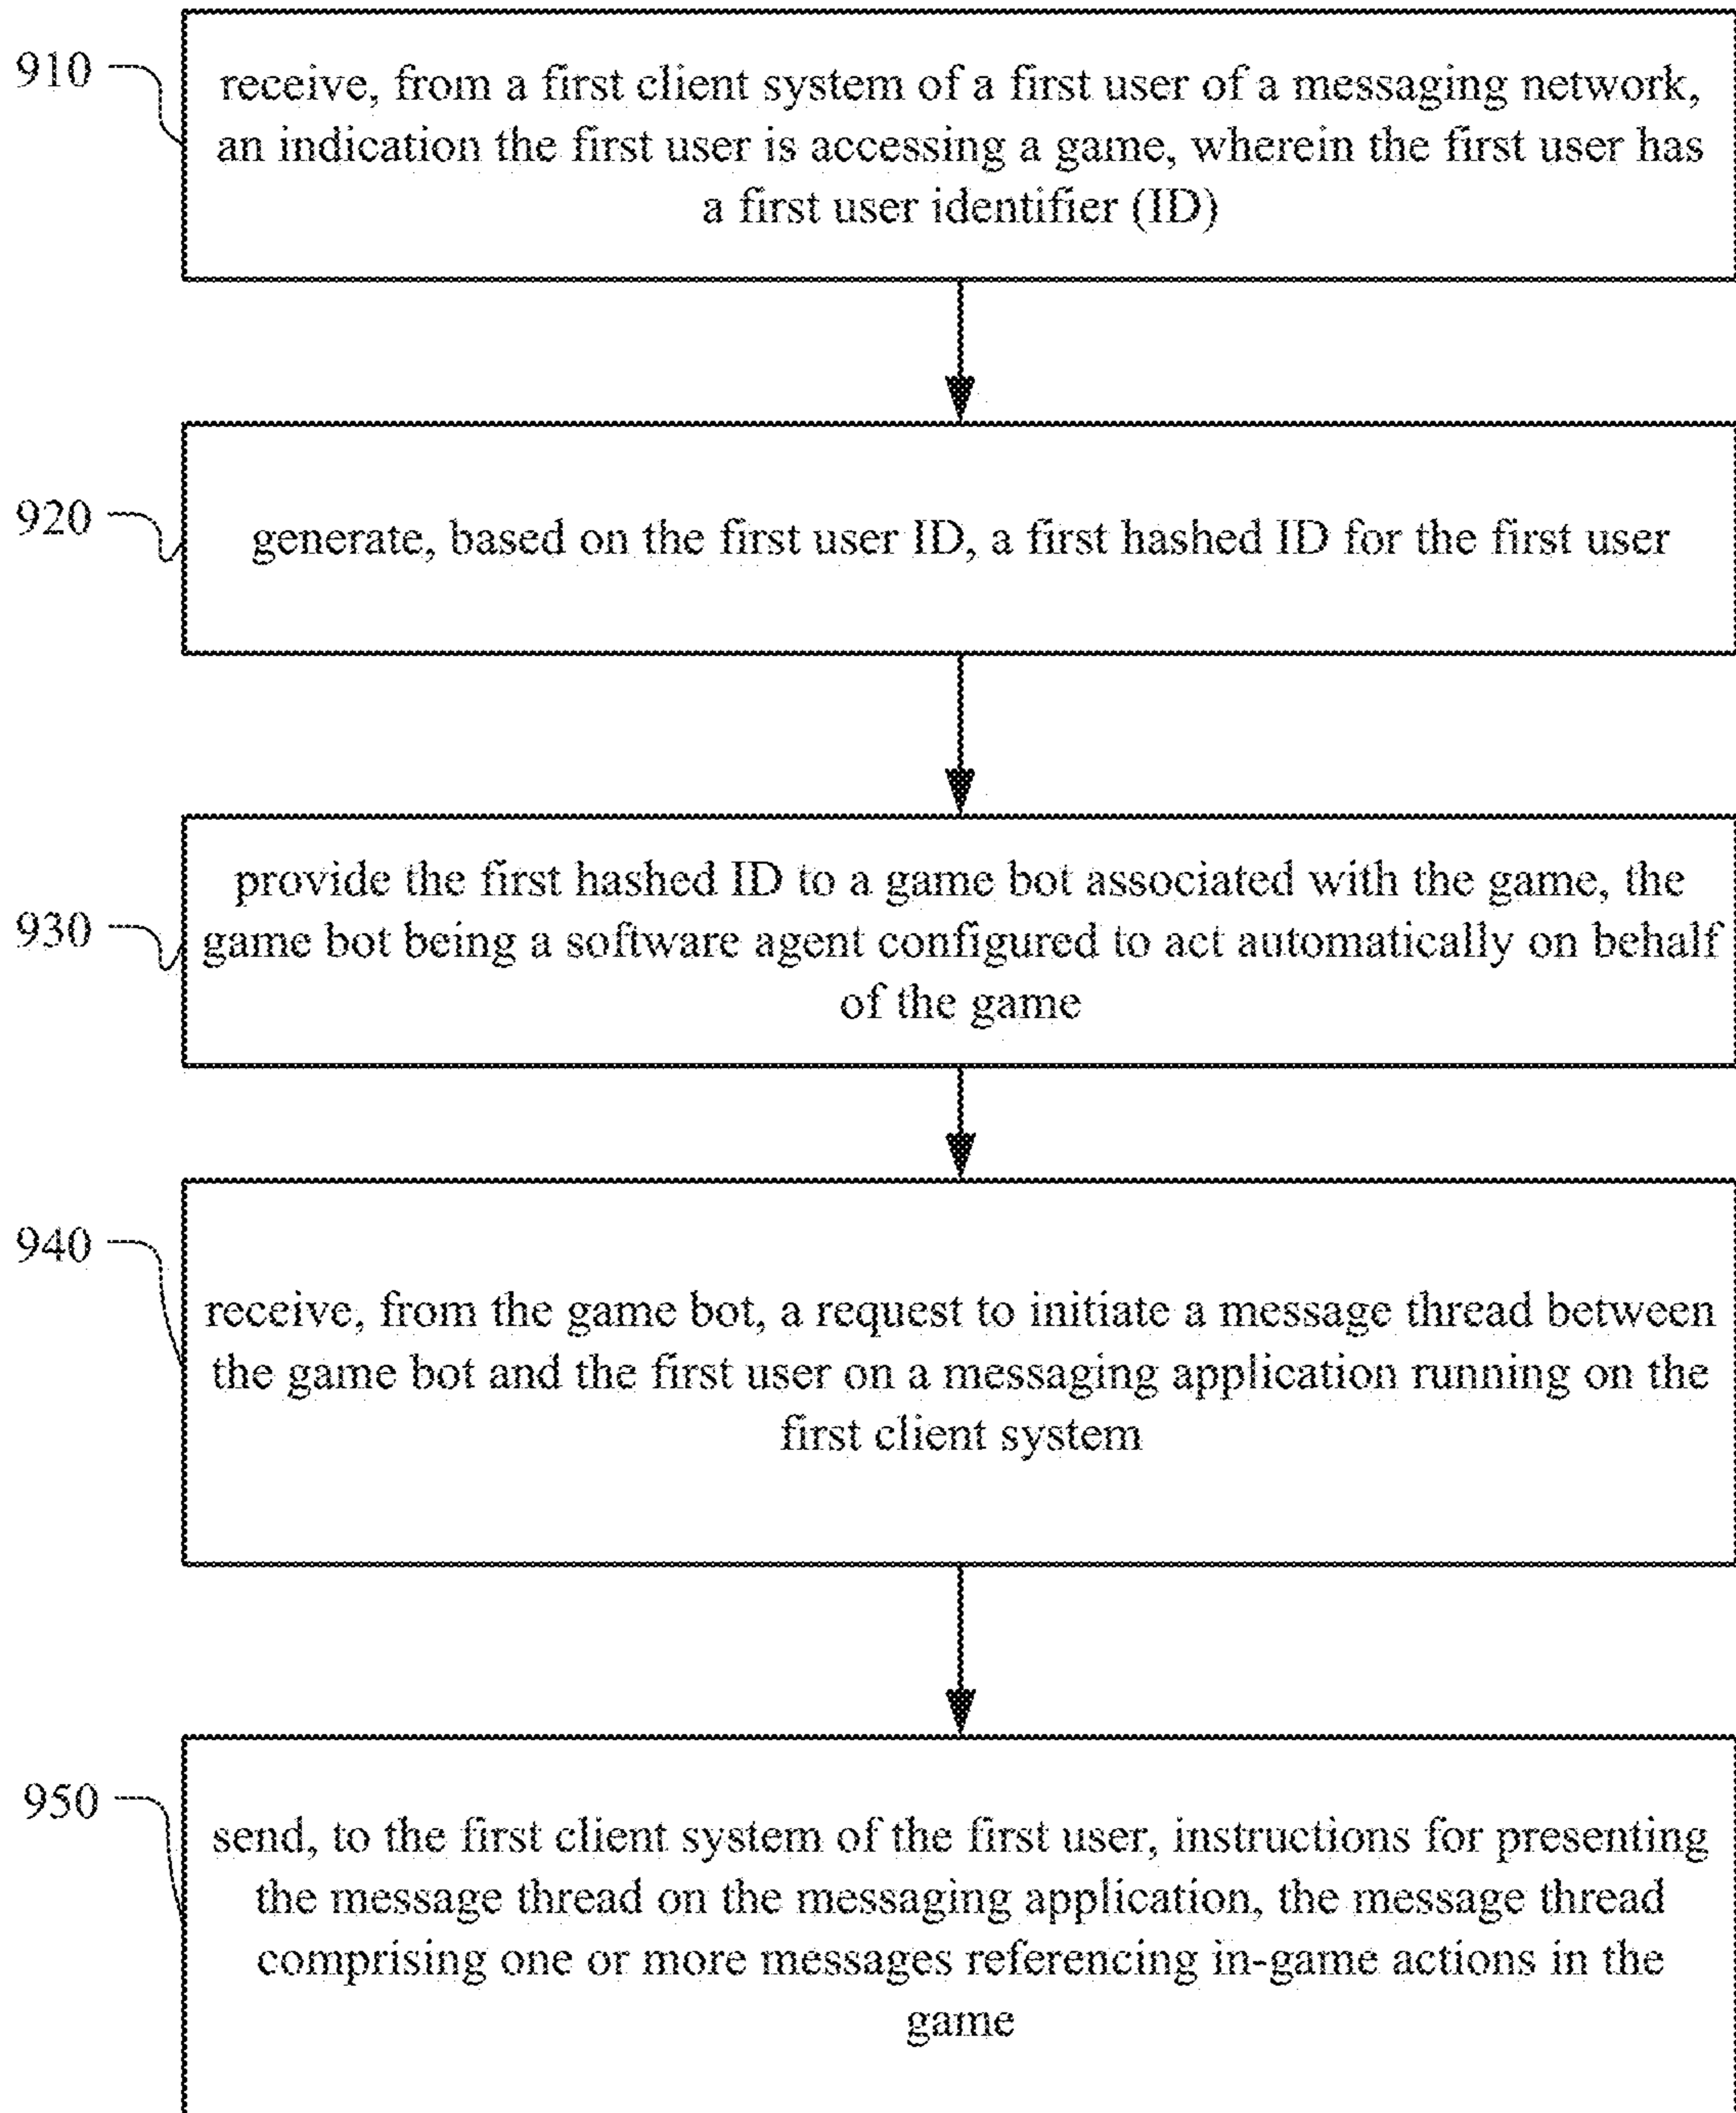 910
receive, from a first client system of a first user of a messaging network,
an indication the first user is accessing a game, wherein the first user has
a first user identifier (ID)
920
generate, based on the first user ID, a first hashed ID for the first user
930
provide the first hashed ID to a game bot associated with the game, the
game bot being a software agent configured to act automatically on behalf
of the game
940
receive, from the game bot, a request to initiate a message thread between
the game bot and the first user on a messaging application running on the
first client system
950
send, to the first client system of the first user, instructions for presenting
the message thread on the messaging application, the message thread
comprising one or more messages referencing in-game actions in the
game